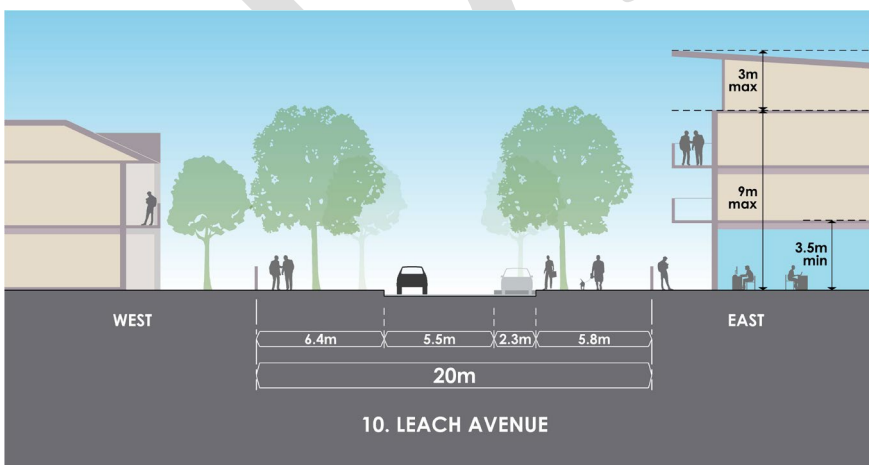 3m
max
9m
max
3.5m
min
WEST
EAST
6.4m
5.5m
2.3m
5.8m
20m
10. LEACH AVENUE